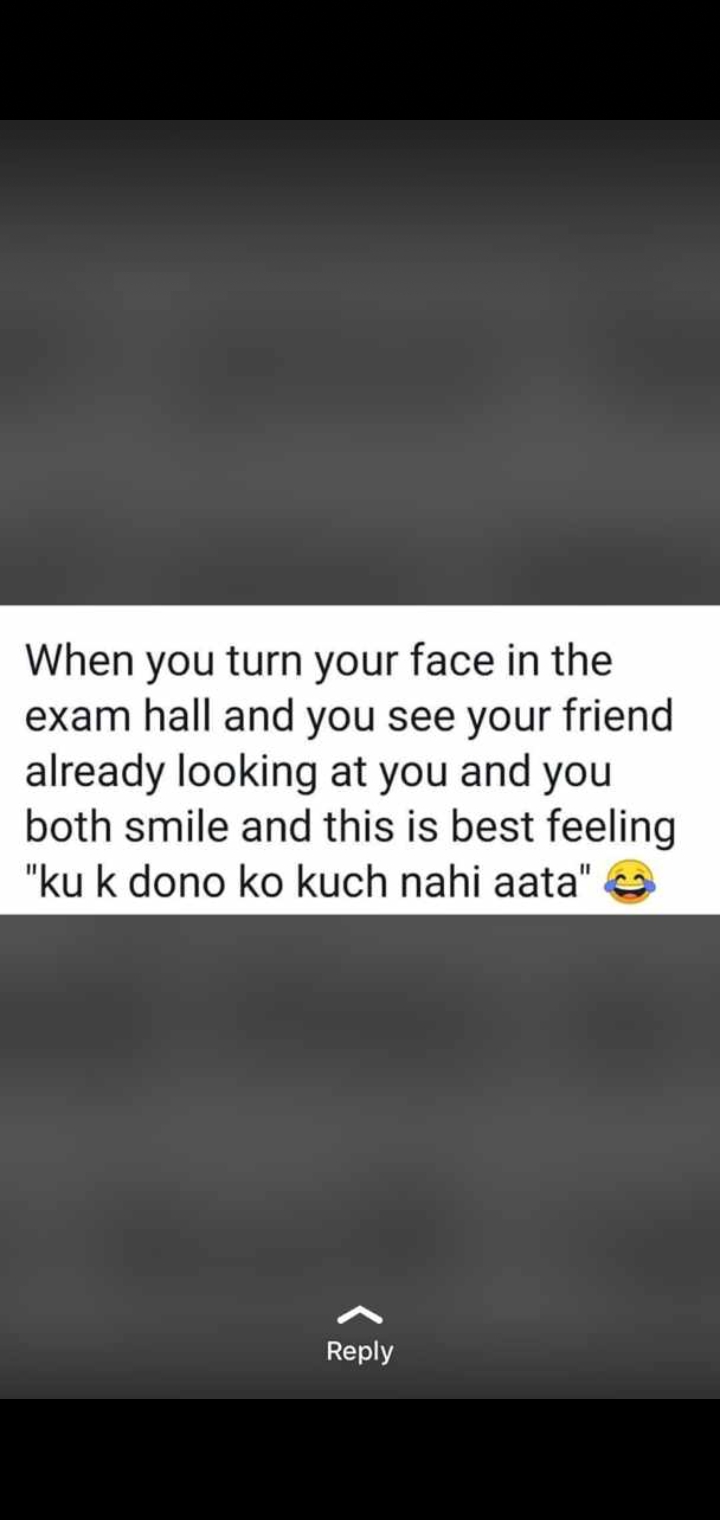 When you turn your face in the
exam hall and you see your friend
already looking at you and you
both smile and this is best feeling
"ku k dono ko kuch nahi aata" 😂
Reply